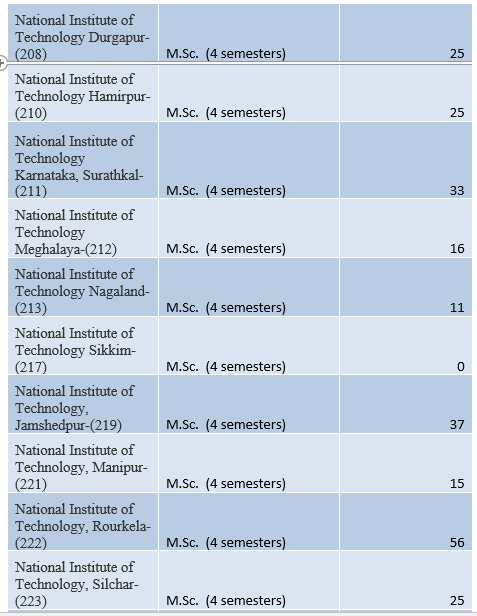 National Institute of
Technology Durgapur-
(208) M.Sc. (4 semesters) 25
National Institute of
Technology Hamirpur-
(210) M.Sc. (4 semesters) 25
National Institute of
Technology
Karnataka, Surathkal-
(211) M.Sc. (4 semesters) 33
National Institute of
Technology
Meghalaya-(212) M.Sc. (4 semesters) 16
National Institute of
Technology Nagaland-
(213) M.Sc. (4 semesters) 11
National Institute of
Technology Sikkim-
(217) M.Sc. (4 semesters) 0
National Institute of
Technology,
Jamshedpur-(219) M.Sc. (4 semesters) 37
National Institute of
Technology, Manipur-
(221) M.Sc. (4 semesters) 15
National Institute of
Technology, Rourkela-
(222) M.Sc. (4 semesters) 56
National Institute of
Technology, Silchar-
(223) M.Sc. (4 semesters) 25